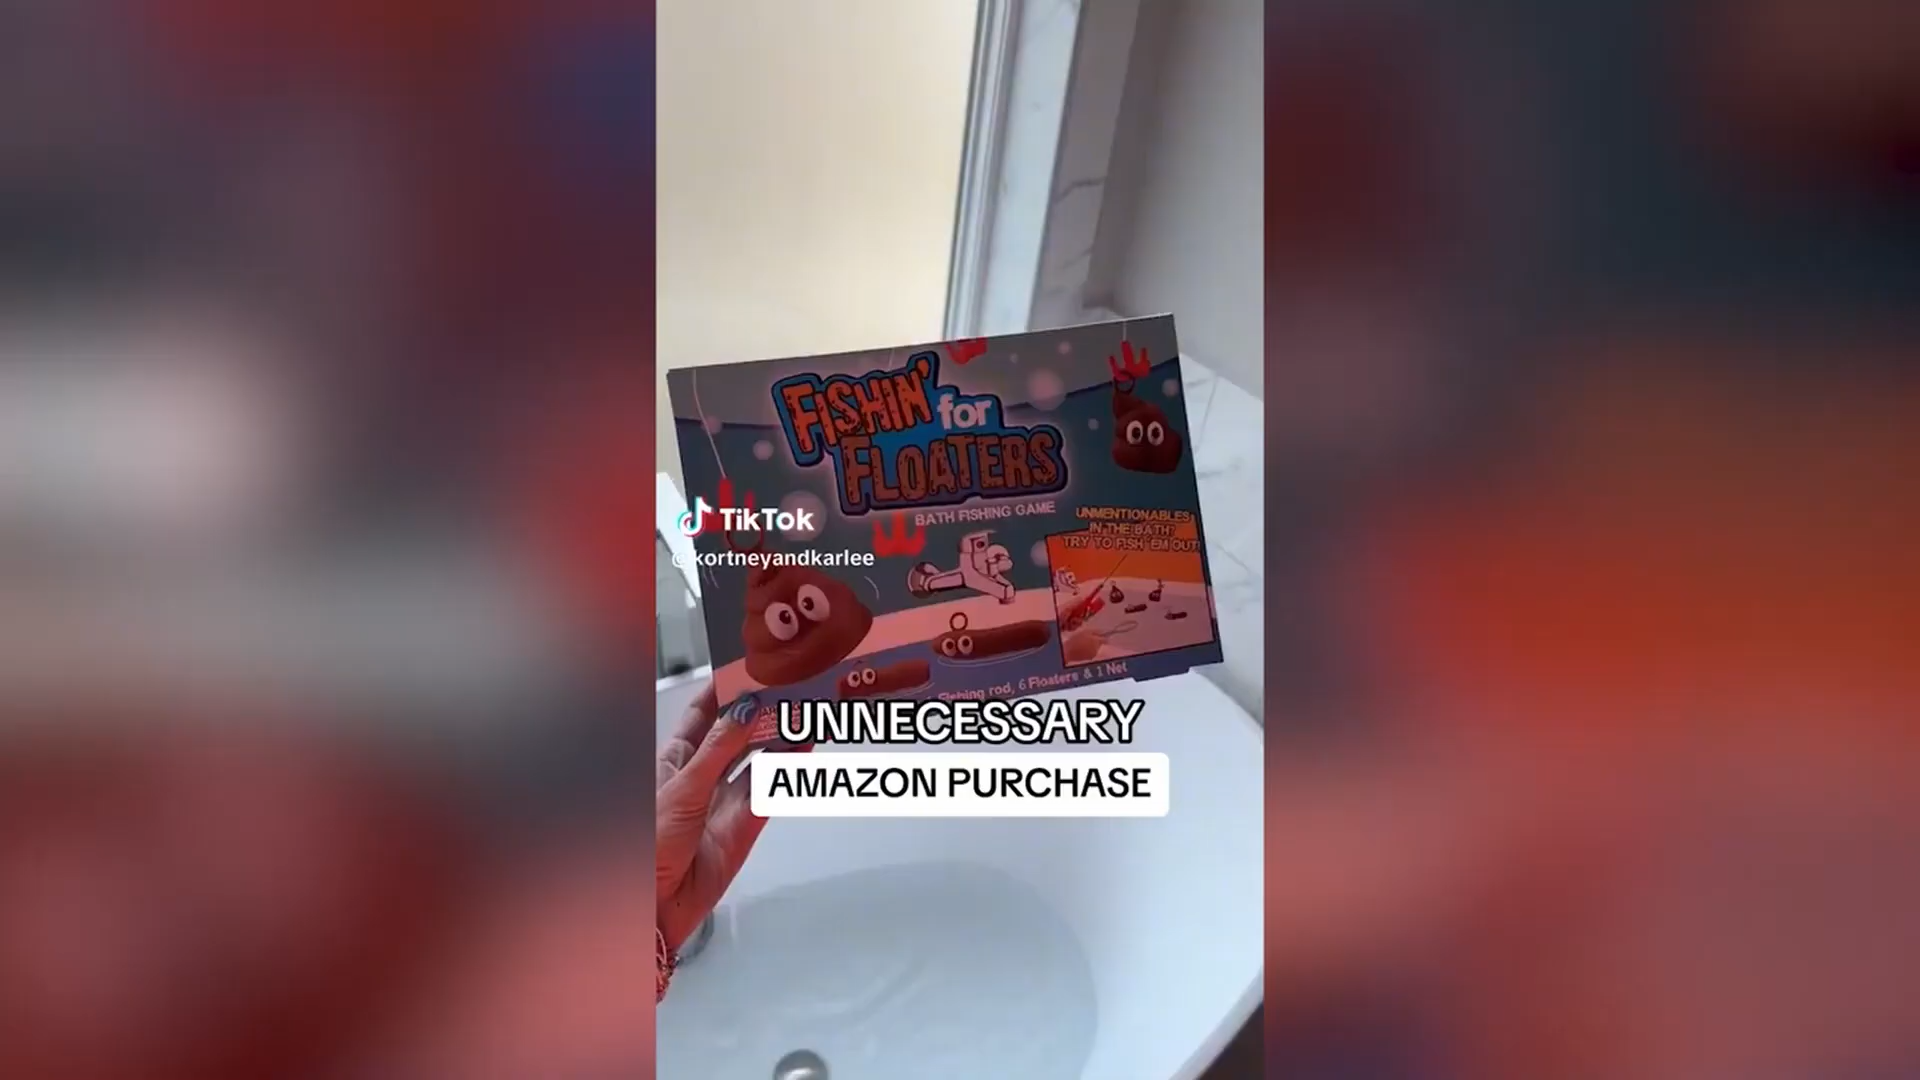 FISHIN' for
FLOATERS
BATH FISHING GAME
UNMENTIONABLES
IN THE BATH?
TRY TO FISH 'EM OUT!
TikTok
@kortneyandkarlee
Fishing rod, 6 Floaters & 1 Net
UNNECESSARY
AMAZON PURCHASE